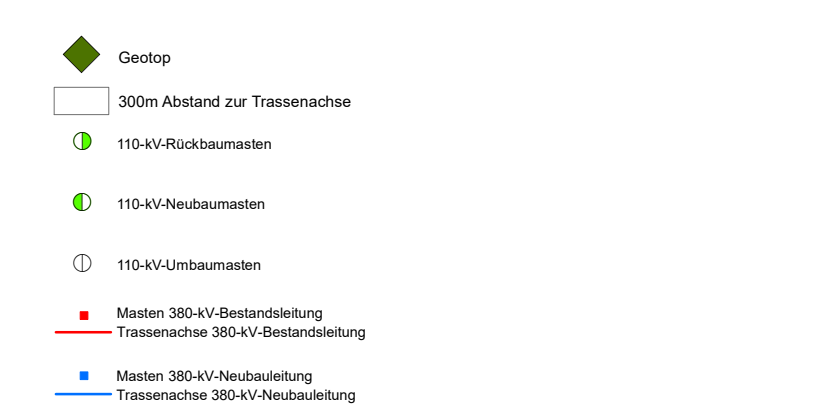 Geotop
300m Abstand zur Trassenachse
110-kV-Rückbaumasten
110-kV-Neubaumasten
110-kV-Umbaumasten
Masten 380-kV-Bestandsleitung
Trassenachse 380-kV-Bestandsleitung
Masten 380-kV-Neubauleitung
Trassenachse 380-kV-Neubauleitung